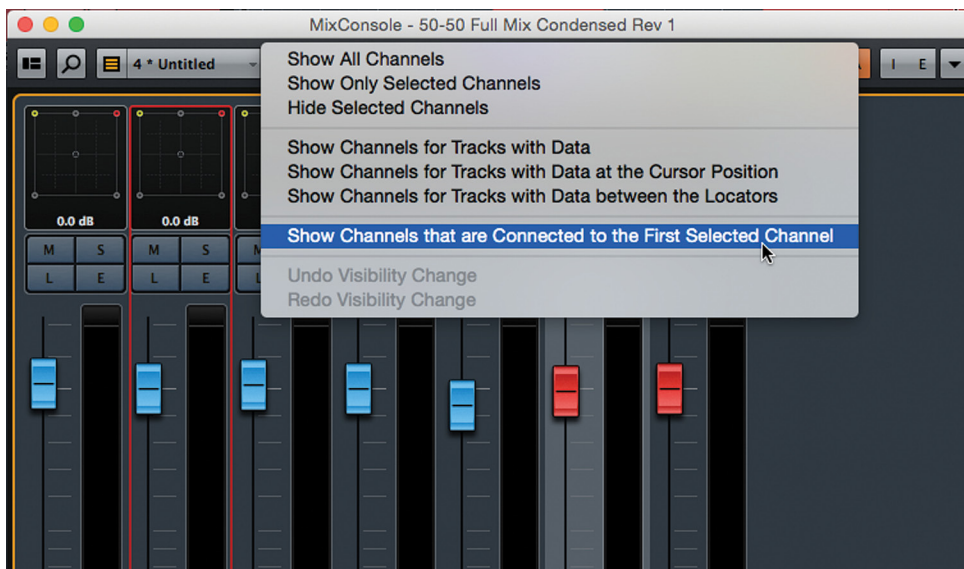 MixConsole - 50-50 Full Mix Condensed Rev 1
4 * Untitled
I E
Show All Channels
Show Only Selected Channels
Hide Selected Channels
Show Channels for Tracks with Data
Show Channels for Tracks with Data at the Cursor Position
Show Channels for Tracks with Data between the Locators
Show Channels that are Connected to the First Selected Channel
Undo Visibility Change
Redo Visibility Change
0.0 dB 0.0 dB
M S M S
L E L E L